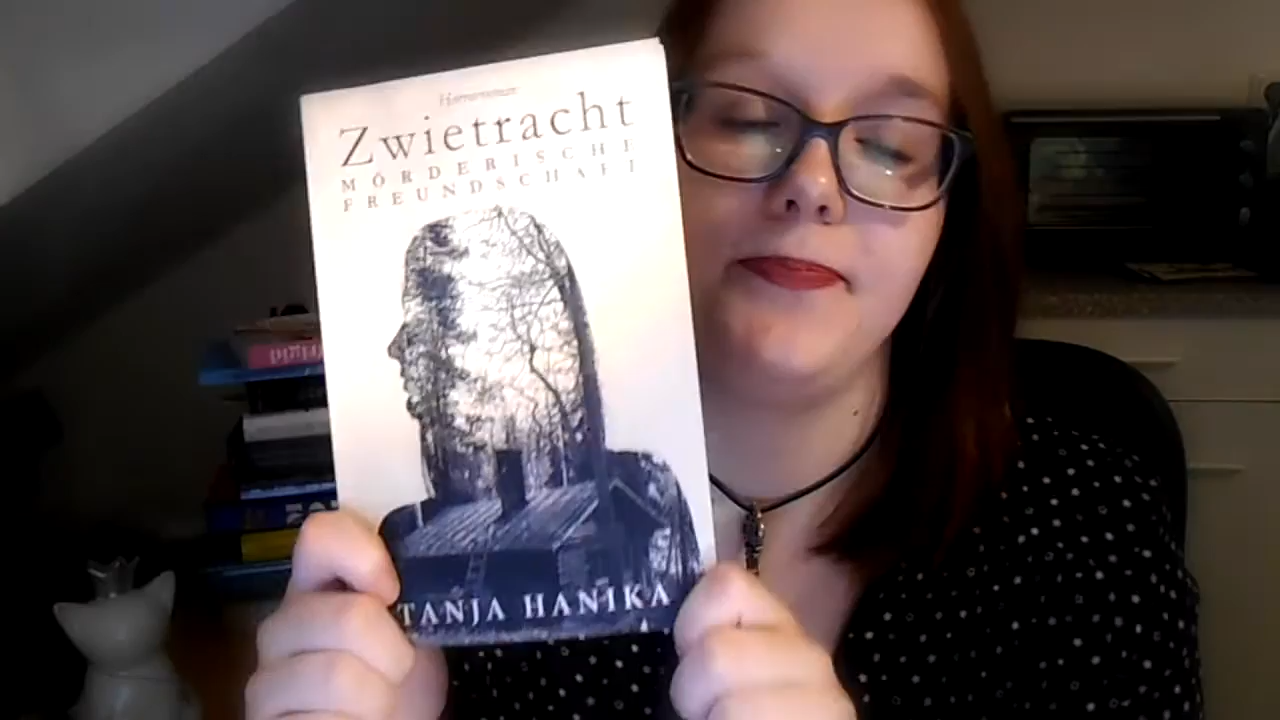 Horrorroman
Zwietracht
MÖRDERISCHE
FREUNDSCHAFT
TANJA HANIKA